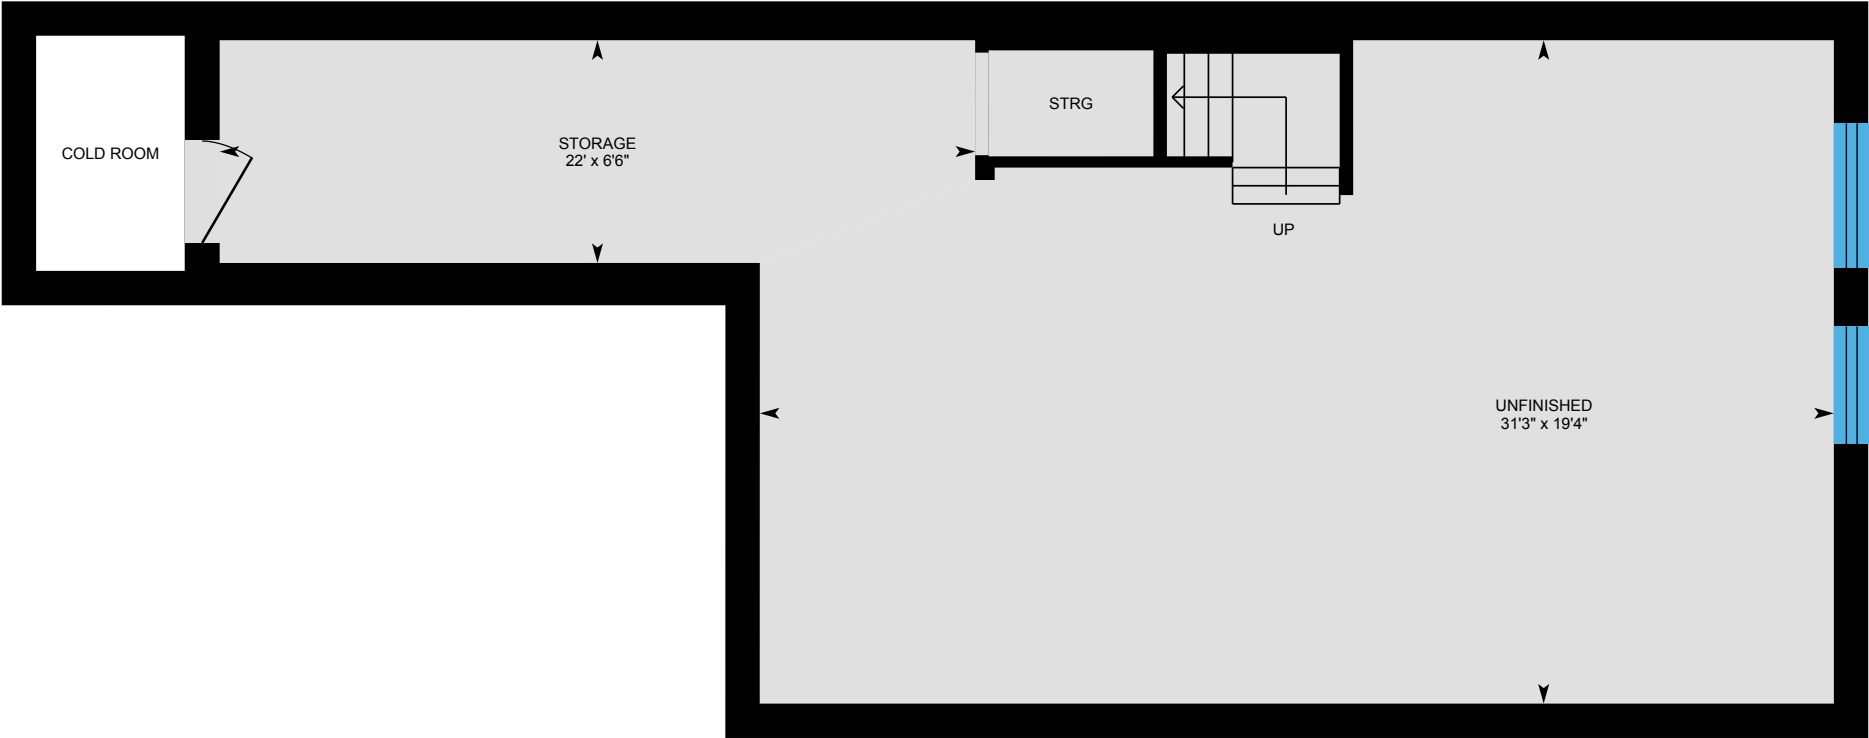 COLD ROOM
STORAGE
22' x 6'6"
STRG
UP
UNFINISHED
31'3" x 19'4"